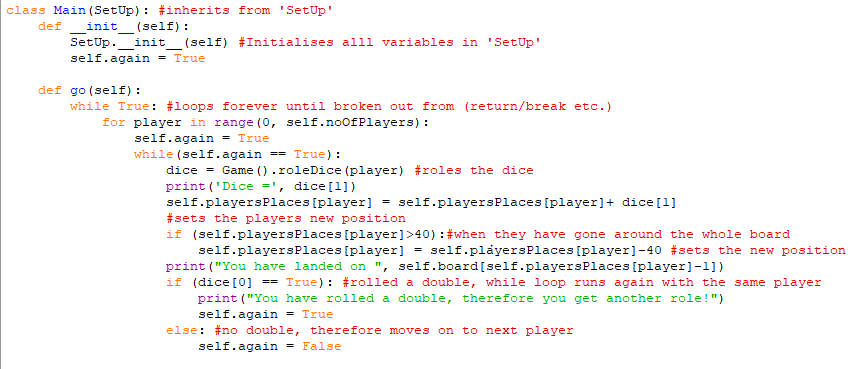 class Main(SetUp): #inherits from 'SetUp'
    def __init__(self):
        SetUp.__init__(self) #Initialises alll variables in 'SetUp'
        self.again = True
    def go(self):
        while True: #loops forever until broken out from (return/break etc.)
            for player in range(0, self.noOfPlayers):
                self.again = True
                while(self.again == True):
                    dice = Game().roleDice(player) #roles the dice
                    print('Dice =', dice[1])
                    self.playersPlaces[player] = self.playersPlaces[player]+ dice[1]
                    #sets the players new position
                    if (self.playersPlaces[player]>40):#when they have gone around the whole board
                        self.playersPlaces[player] = self.playersPlaces[player]-40 #sets the new position
                    print("You have landed on ", self.board[self.playersPlaces[player]-1])
                    if (dice[0] == True): #rolled a double, while loop runs again with the same player
                        print("You have rolled a double, therefore you get another role!")
                        self.again = True
                    else: #no double, therefore moves on to next player
                        self.again = False